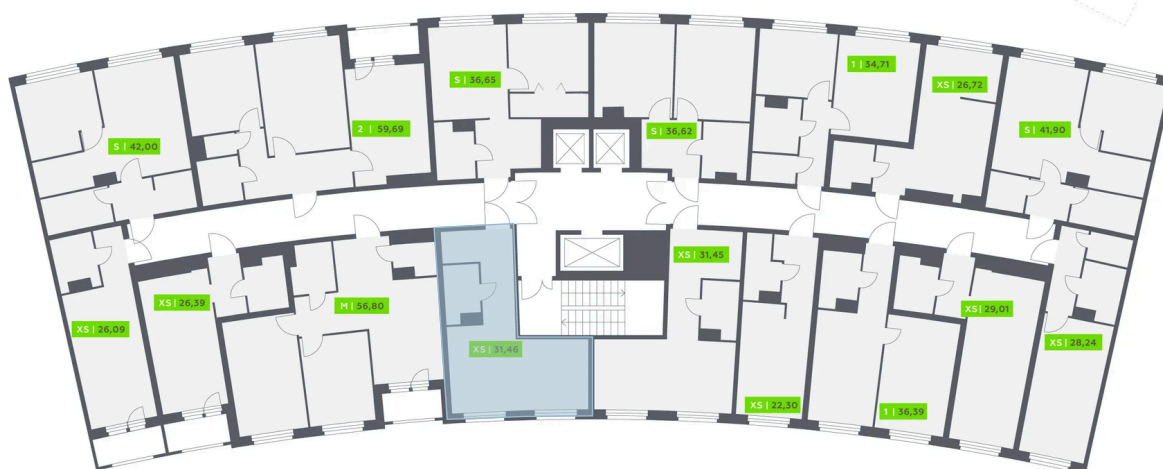 S | 42,00
2 | 59,69
S | 36,65
S | 36,62
1 | 34,71
XS | 26,72
S | 41,90
XS | 26,09
XS | 26,39
M | 56,80
XS | 31,46
XS | 31,45
XS | 22,30
1 | 36,39
XS | 29,01
XS | 28,24